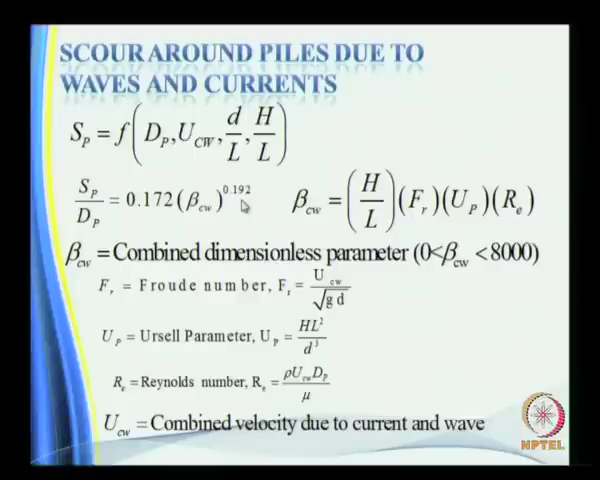 SCOUR AROUND PILES DUE TO
WAVES AND CURRENTS
S_P = f(D_P, U_CW, d/L, H/L)
S_P/D_P = 0.172 (β_cw)^0.192    β_cw = (H/L)(F_r)(U_P)(R_e)
β_cw = Combined dimensionless parameter (0<β_cw <8000)
F_r = Froude number, F_r = U_cw/√g d
U_P = Ursell Parameter, U_P = HL²/d³
R_e = Reynolds number, R_e = ρU_cw D_P/μ
U_cw = Combined velocity due to current and wave
NPTEL